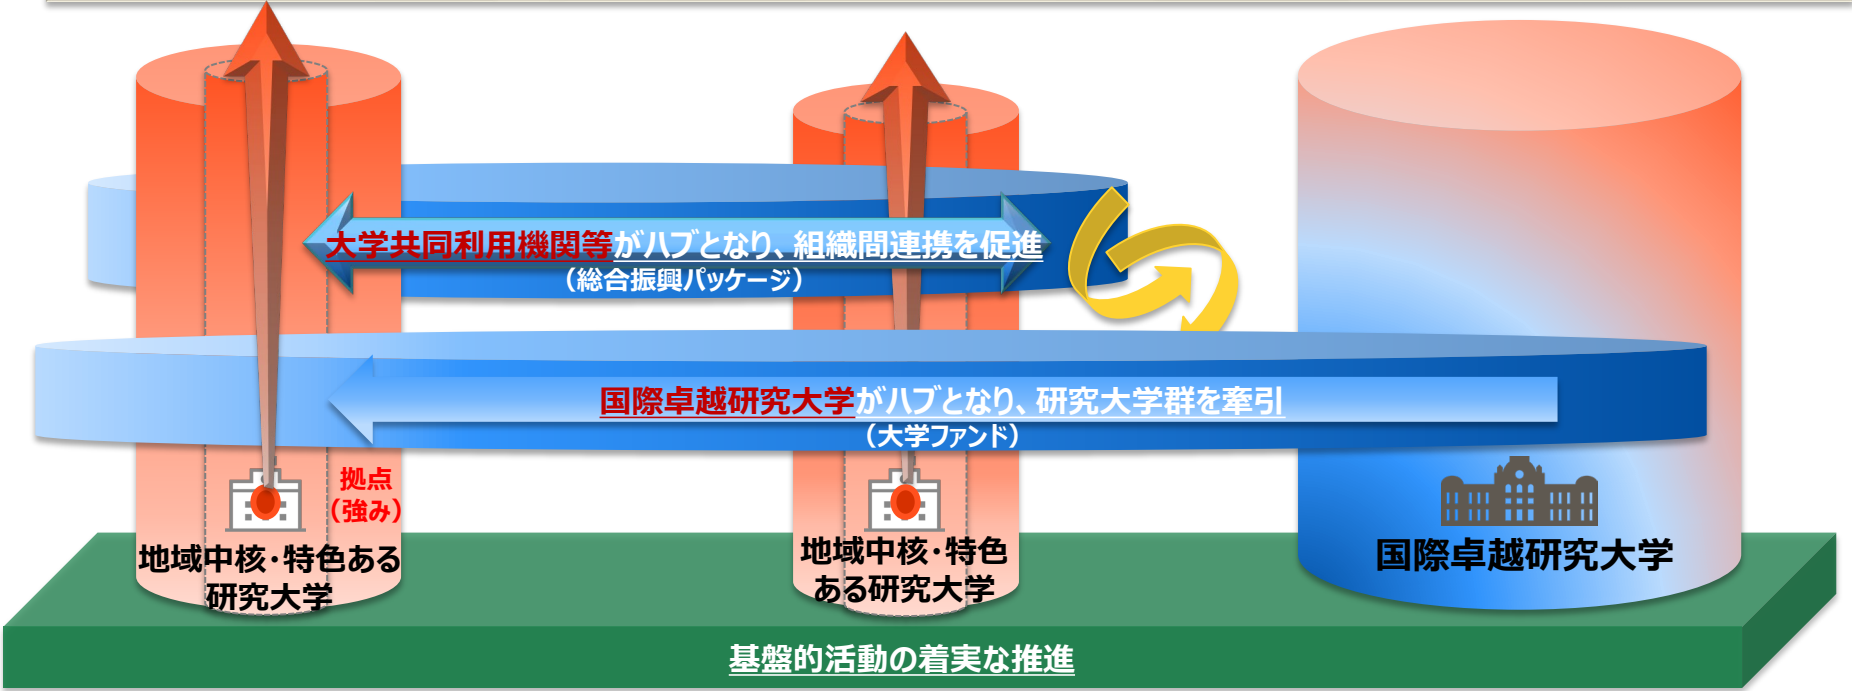 大学共同利用機関等がハブとなり、組織間連携を促進
（総合振興パッケージ）
国際卓越研究大学がハブとなり、研究大学群を牽引
（大学ファンド）
拠点
（強み）
地域中核･特色ある
研究大学
地域中核･特色
ある研究大学
国際卓越研究大学
基盤的活動の着実な推進